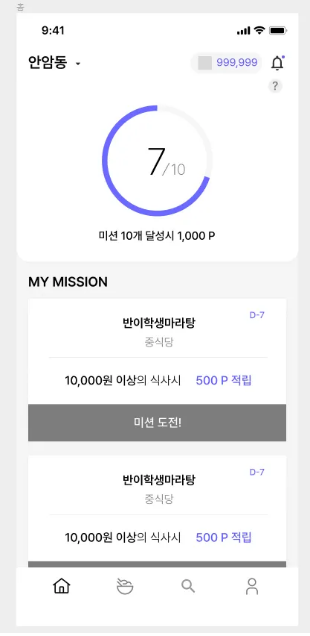 홈
9:41
안암동
999,999
?
7/10
미션 10개 달성시 1,000 P
MY MISSION
D-7
반이학생마라탕
중식당
10,000원 이상의 식사시 500 P 적립
미션 도전!
D-7
반이학생마라탕
중식당
10,000원 이상의 식사시 500 P 적립